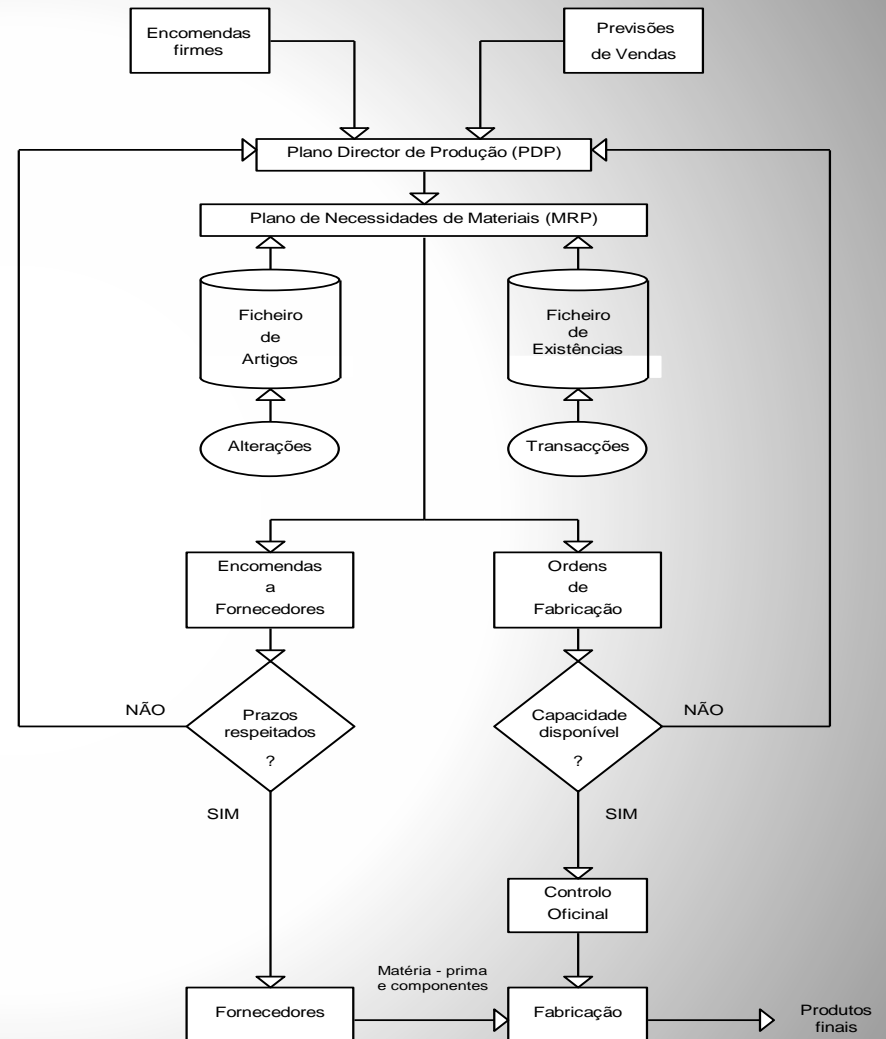 Encomendas
firmes
Previsões
de Vendas
Plano Director de Produção (PDP)
Plano de Necessidades de Materiais (MRP)
Ficheiro
de
Artigos
Ficheiro
de
Existências
Alterações
Transacções
Encomendas
a
Fornecedores
Ordens
de
Fabricação
NÃO
Prazos
respeitados
?
Capacidade
disponível
?
NÃO
SIM
SIM
Controlo
Oficinal
Matéria - prima
e componentes
Fornecedores
Fabricação
Produtos
finais